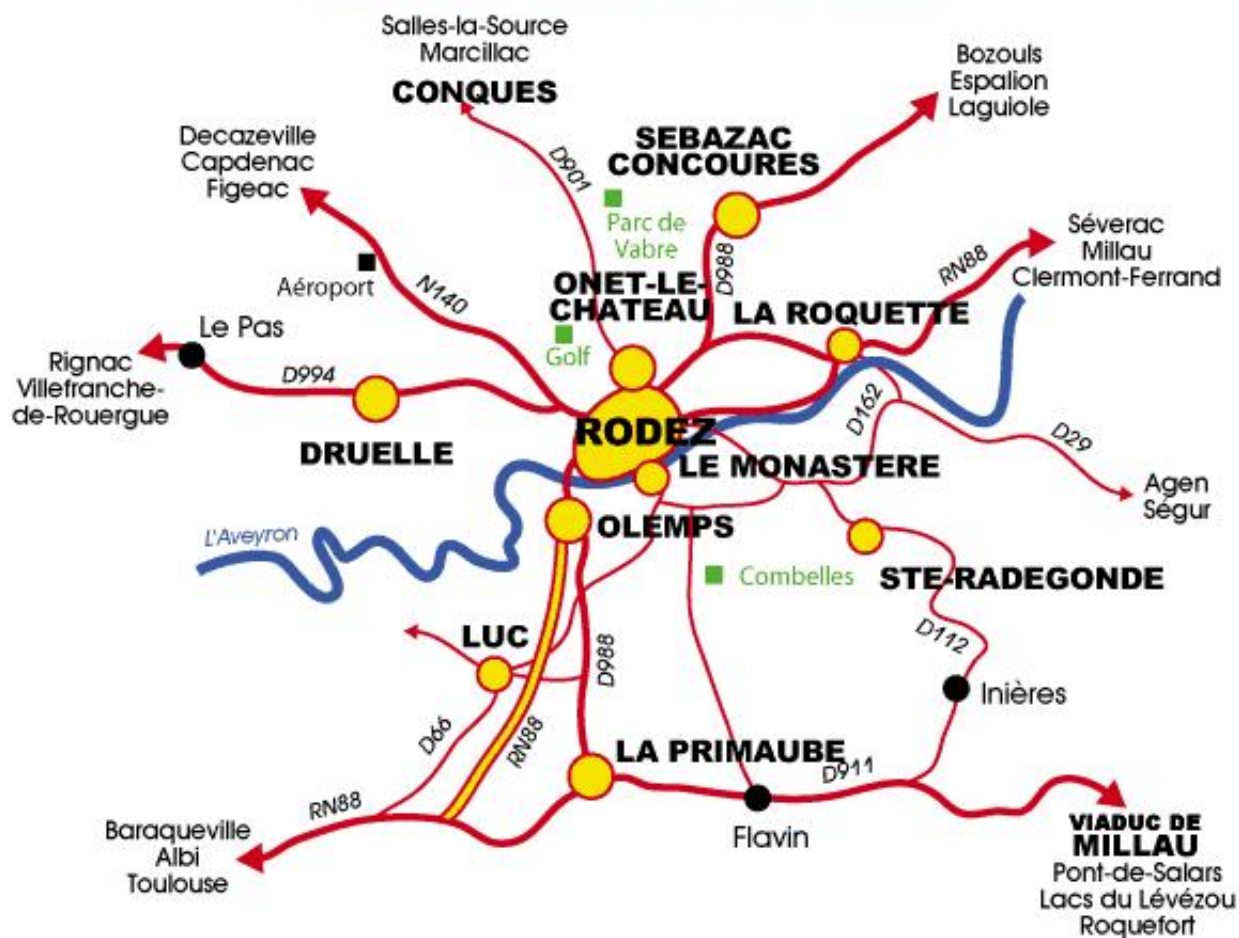 Salles-la-Source
Marcillac
CONQUES
Bozouls
Espalion
Laguiole
Decazeville
Capdenac
Figeac
SEBAZAC
CONCOURES
D901
Parc de
Vabre
D988
Séverac
Millau
Clermont-Ferrand
RN88
Aéroport
N140
ONET-LE-
CHATEAU
LA ROQUETTE
Le Pas
Golf
Rignac
Villefranche-
de-Rouergue
D994
D162
RODEZ
D29
DRUELLE
LE MONASTERE
Agen
Ségur
L'Aveyron
OLEMPS
Combelles
STE-RADEGONDE
LUC
D988
D112
Inières
D66
RN88
LA PRIMAUBE
D911
RN88
Baraqueville
Albi
Toulouse
Flavin
VIADUC DE
MILLAU
Pont-de-Salars
Lacs du Lévézou
Roquefort